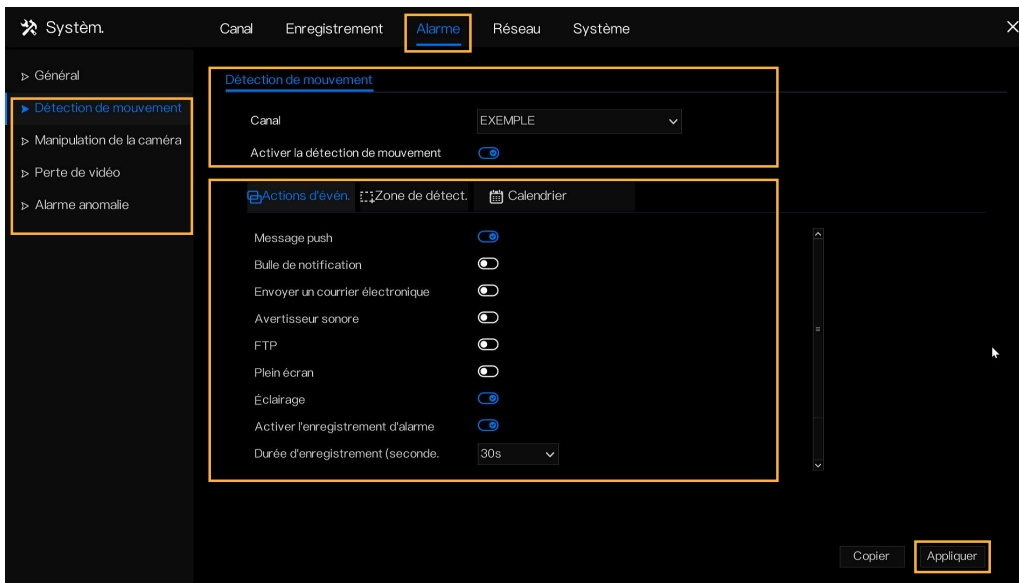 Systèm.
Canal Enregistrement Alarme Réseau Système
Général
Détection de mouvement
Manipulation de la caméra
Perte de vidéo
Alarme anomalie
Détection de mouvement
Canal EXEMPLE
Activer la détection de mouvement
Actions d'évén. Zone de détect. Calendrier
Message push
Bulle de notification
Envoyer un courrier électronique
Avertisseur sonore
FTP
Plein écran
Éclairage
Activer l'enregistrement d'alarme
Durée d'enregistrement (seconde. 30s
Copier Appliquer